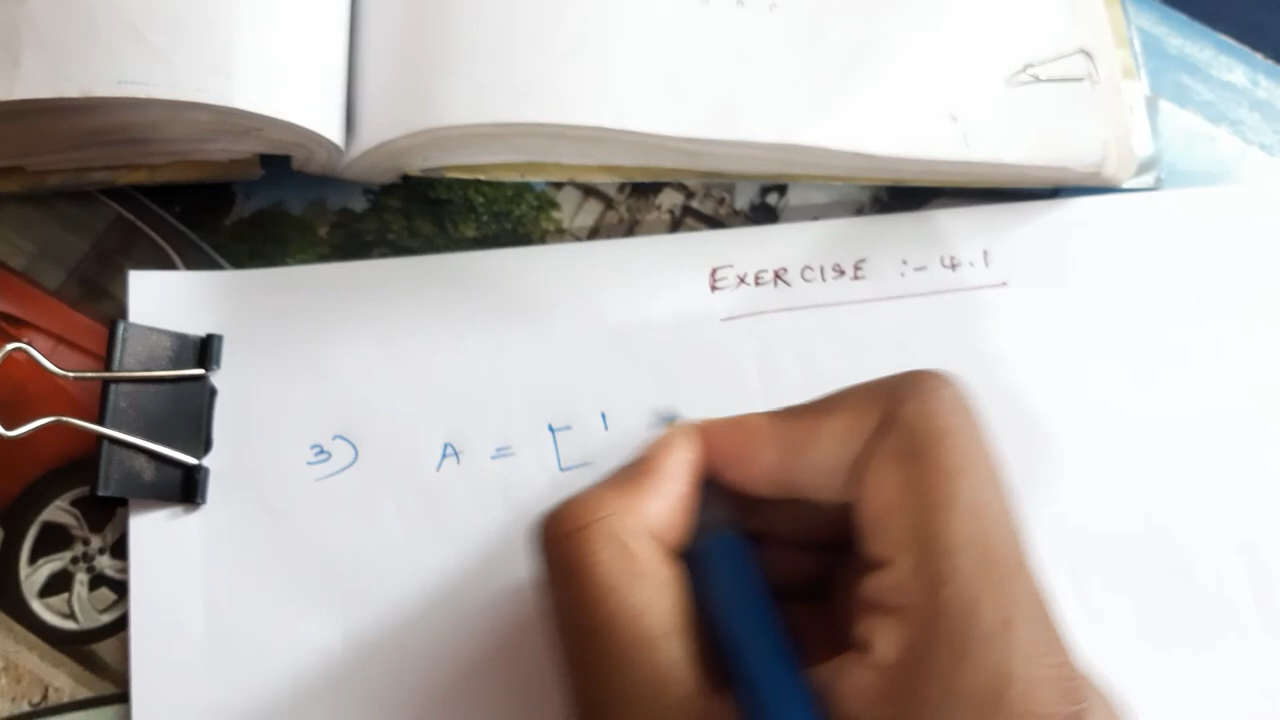 EXERCISE :- 4.1
3) A = [ 1